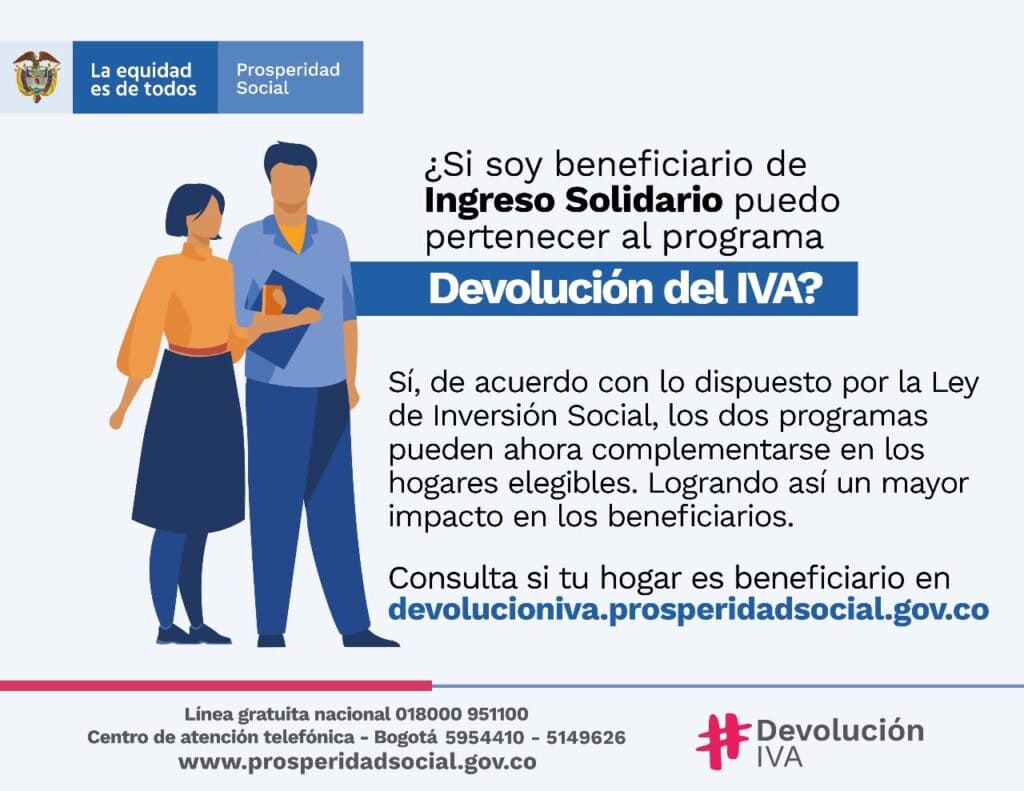 La equidad
es de todos
Prosperidad
Social
¿Si soy beneficiario de
Ingreso Solidario puedo
pertenecer al programa
Devolución del IVA?
Sí, de acuerdo con lo dispuesto por la Ley
de Inversión Social, los dos programas
pueden ahora complementarse en los
hogares elegibles. Logrando así un mayor
impacto en los beneficiarios.
Consulta si tu hogar es beneficiario en
devolucioniva.prosperidadsocial.gov.co
Línea gratuita nacional 018000 951100
Centro de atención telefónica - Bogotá 5954410 - 5149626
www.prosperidadsocial.gov.co
#Devolución
IVA